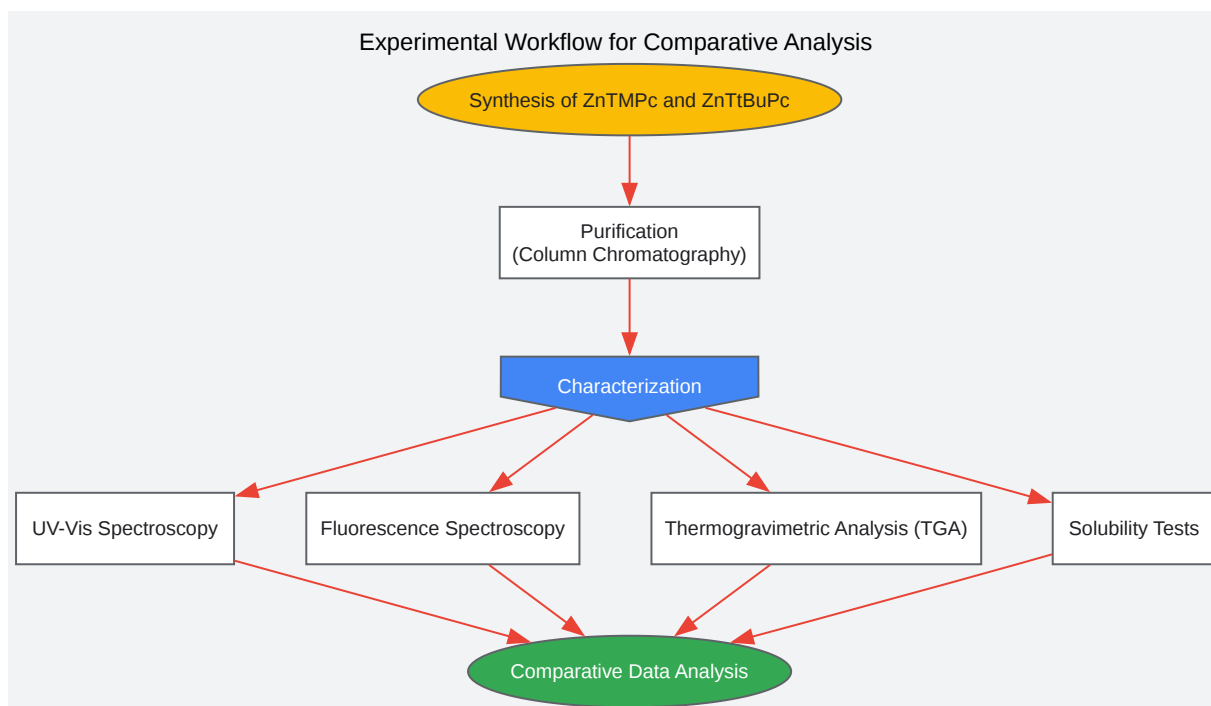 Experimental Workflow for Comparative Analysis
Synthesis of ZnTMPc and ZnTtBuPc
Purification
(Column Chromatography)
Characterization
UV-Vis Spectroscopy
Fluorescence Spectroscopy
Thermogravimetric Analysis (TGA)
Solubility Tests
Comparative Data Analysis